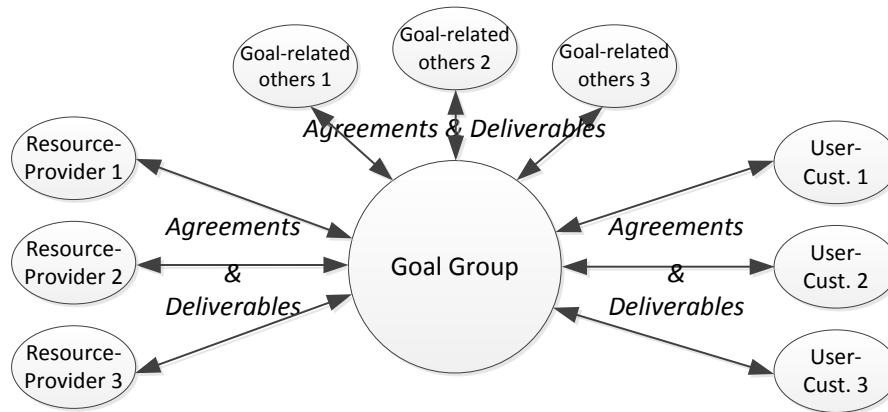 Goal-related
others 1
Goal-related
others 2
Goal-related
others 3
Agreements & Deliverables
Resource-
Provider 1
Resource-
Provider 2
Resource-
Provider 3
Agreements
&
Deliverables
Goal Group
Agreements
&
Deliverables
User-
Cust. 1
User-
Cust. 2
User-
Cust. 3